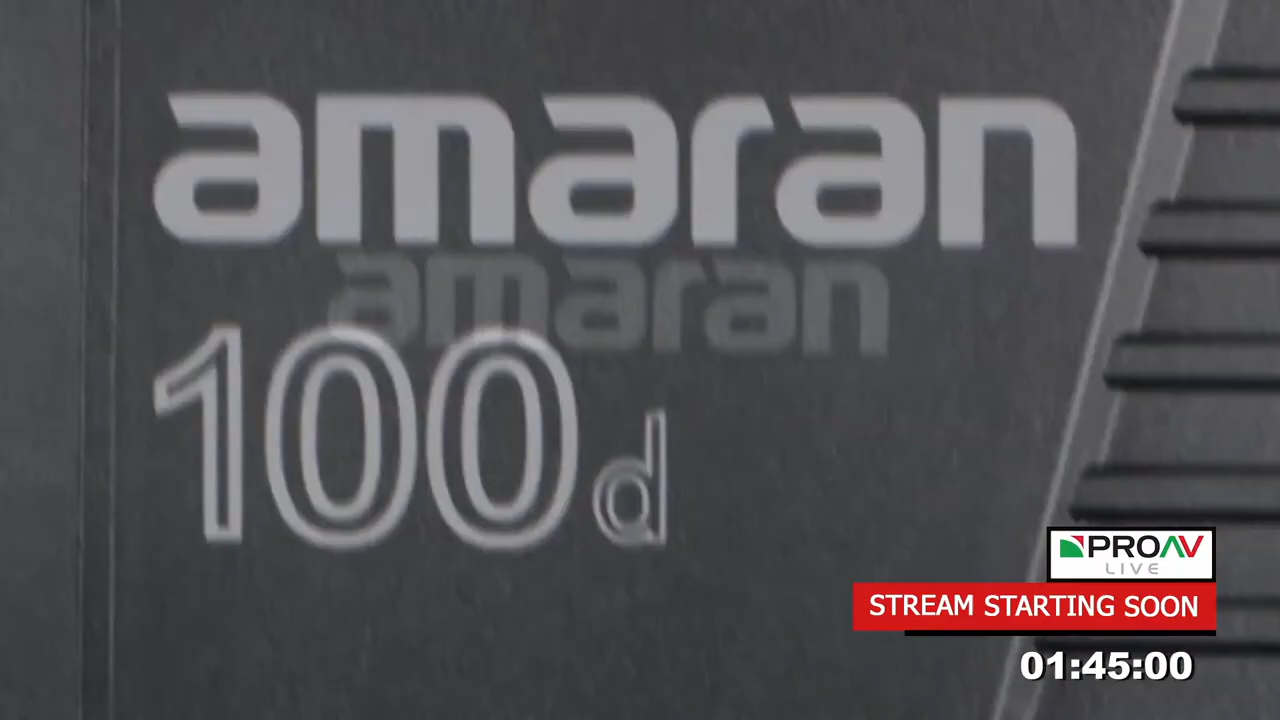 amaran
amaran
100d
PROAV
LIVE
STREAM STARTING SOON
01:45:00